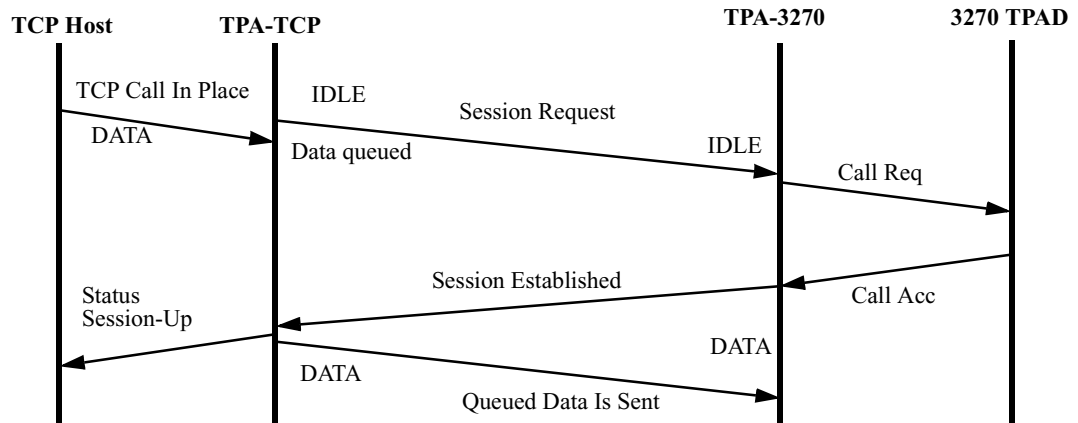 TCP Host
TPA-TCP
TPA-3270
3270 TPAD
TCP Call In Place
DATA
IDLE
Data queued
Session Request
IDLE
Call Req
Session Established
Call Acc
Status
Session-Up
DATA
DATA
Queued Data Is Sent